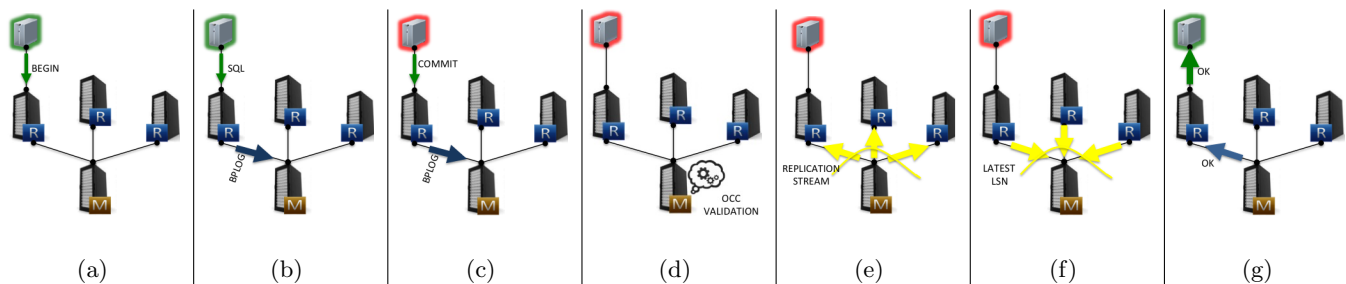 BEGIN
R
R
R
M
(a)
SQL
R
R
R
BPLOG
M
(b)
COMMIT
R
R
R
BPLOG
M
(c)
R
R
R
M
OCC
VALIDATION
(d)
R
R
R
REPLICATION
STREAM
M
(e)
R
R
R
LATEST
LSN
M
(f)
OK
R
R
R
OK
M
(g)